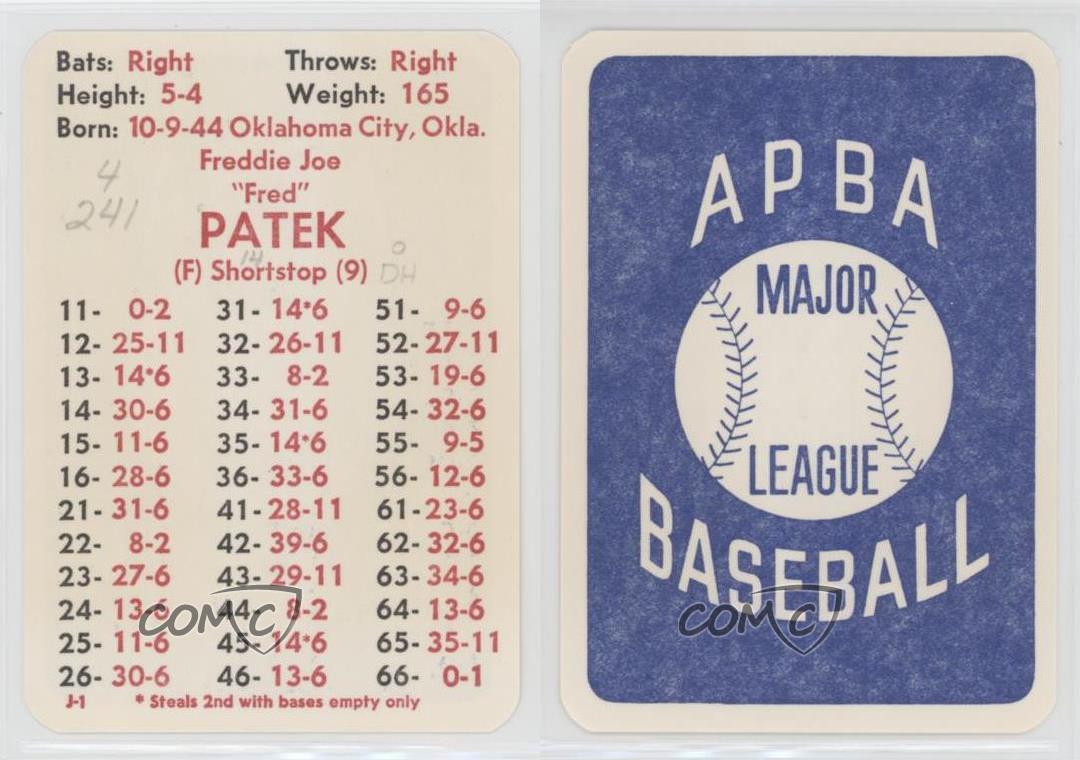 Bats: Right Throws: Right
Height: 5-4 Weight: 165
Born: 10-9-44 Oklahoma City, Okla.
Freddie Joe
4
"Fred"
241
PATEK
14 0
(F) Shortstop (9) DH
11- 0-2 31- 14*6 51- 9-6
12- 25-11 32- 26-11 52- 27-11
13- 14*6 33- 8-2 53- 19-6
14- 30-6 34- 31-6 54- 32-6
15- 11-6 35- 14*6 55- 9-5
16- 28-6 36- 33-6 56- 12-6
21- 31-6 41- 28-11 61- 23-6
22- 8-2 42- 39-6 62- 32-6
23- 27-6 43- 29-11 63- 34-6
24- 13-6 44- 8-2 64- 13-6
25- 11-6 45- 14*6 65- 35-11
26- 30-6 46- 13-6 66- 0-1
J-1 * Steals 2nd with bases empty only
COMC
APBA
MAJOR
LEAGUE
BASEBALL
COMC